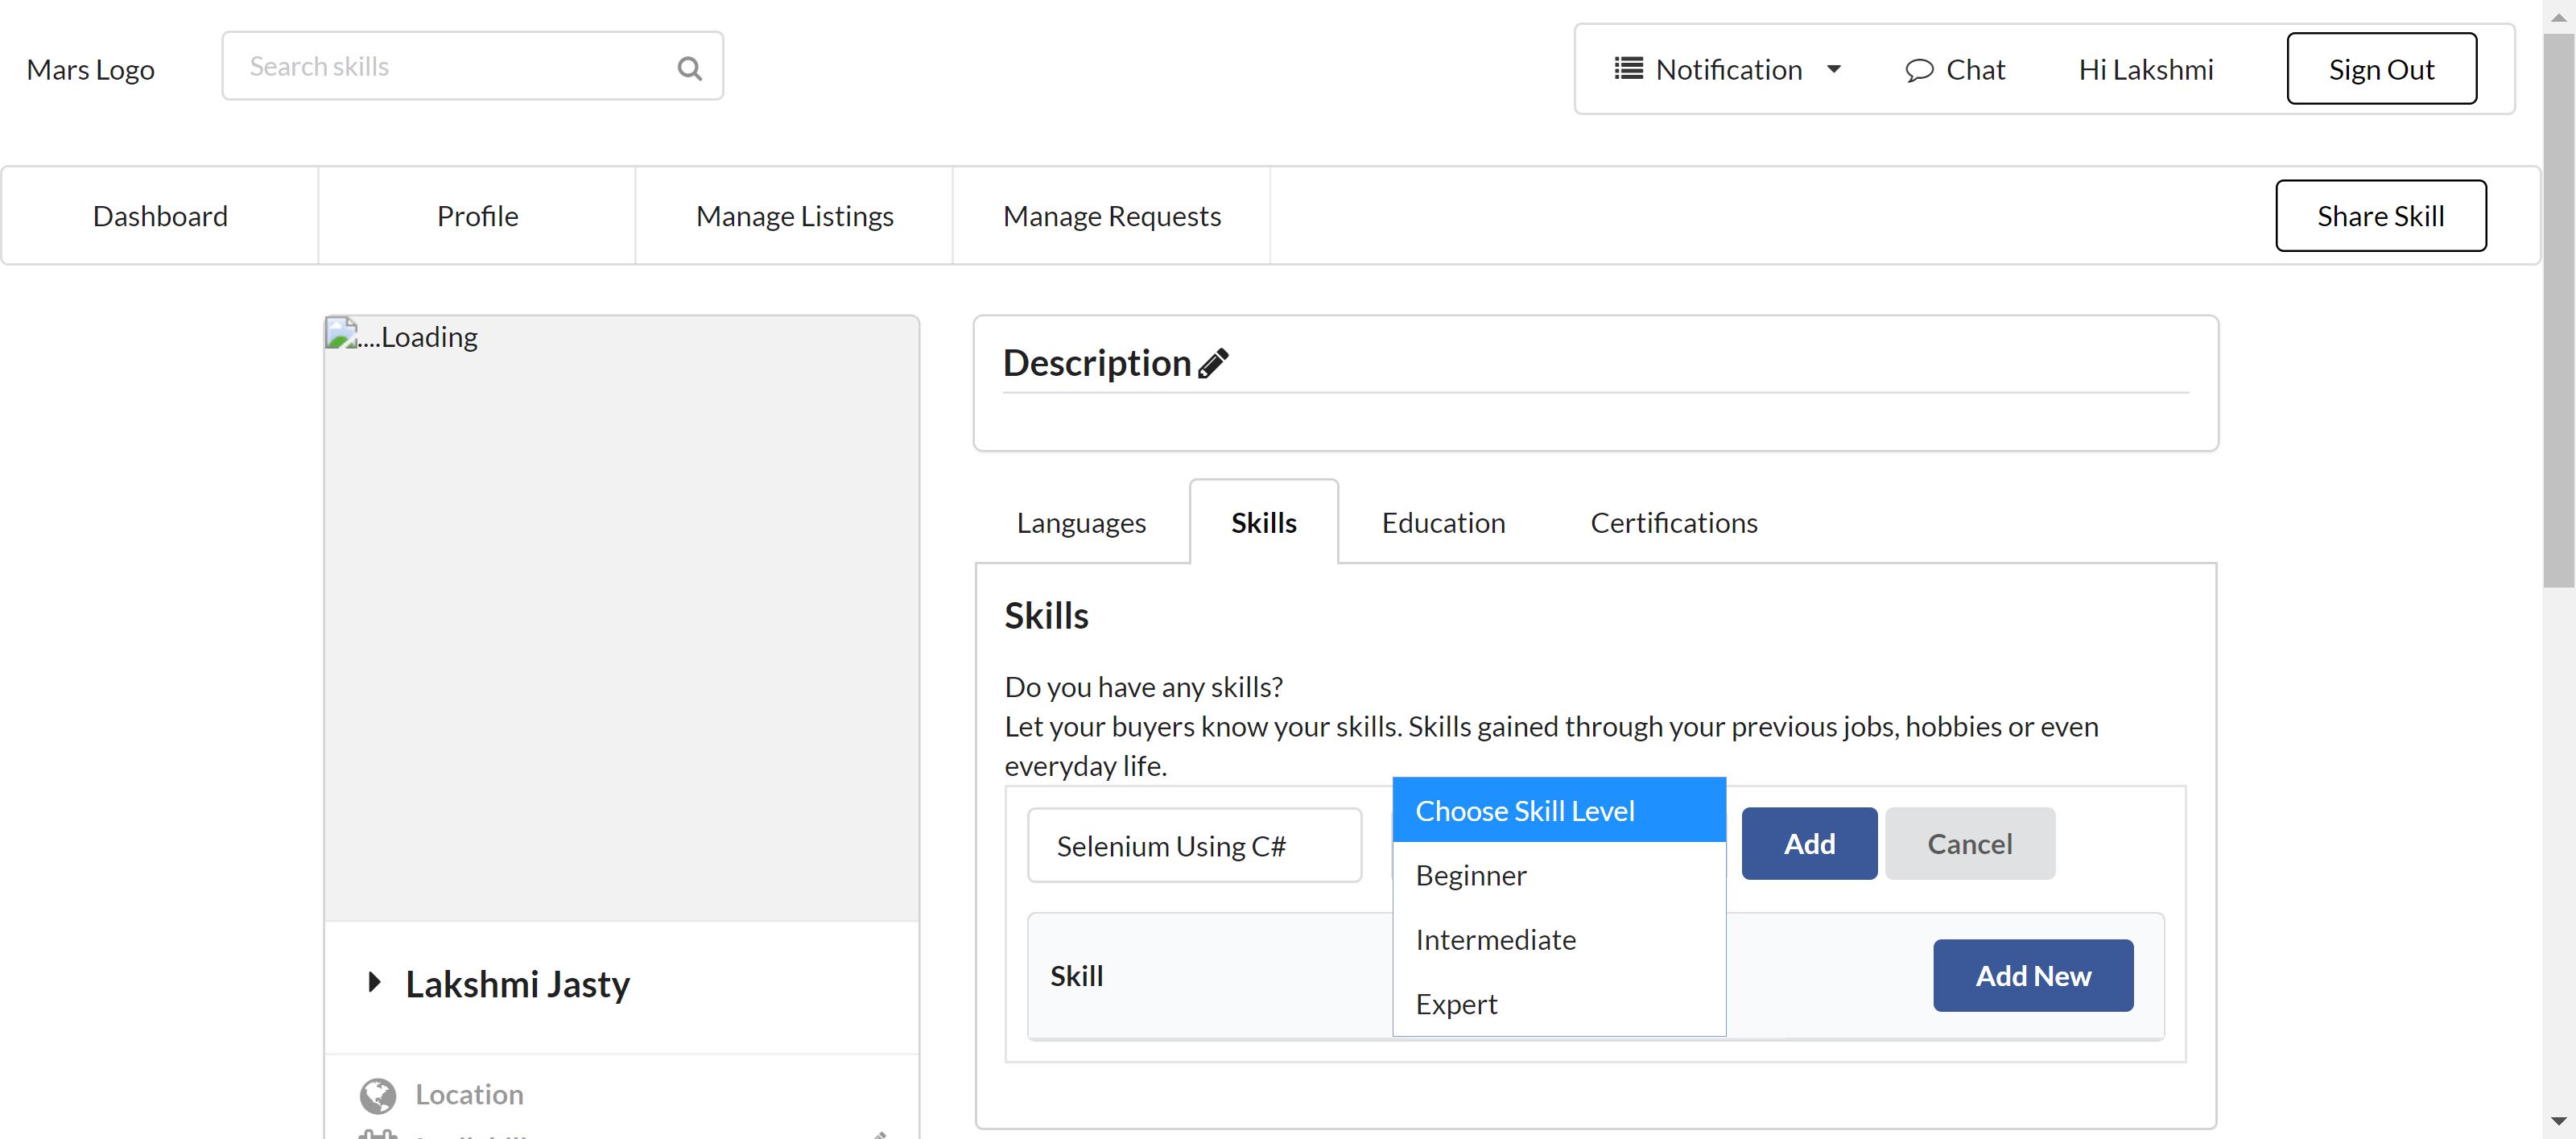 Mars Logo
Search skills
Notification
Chat
Hi Lakshmi
Sign Out
Dashboard
Profile
Manage Listings
Manage Requests
Share Skill
....Loading
Description
Languages
Skills
Education
Certifications
Skills
Do you have any skills?
Let your buyers know your skills. Skills gained through your previous jobs, hobbies or even
everyday life.
Selenium Using C#
Choose Skill Level
Beginner
Intermediate
Expert
Add
Cancel
Skill
Add New
Lakshmi Jasty
Location